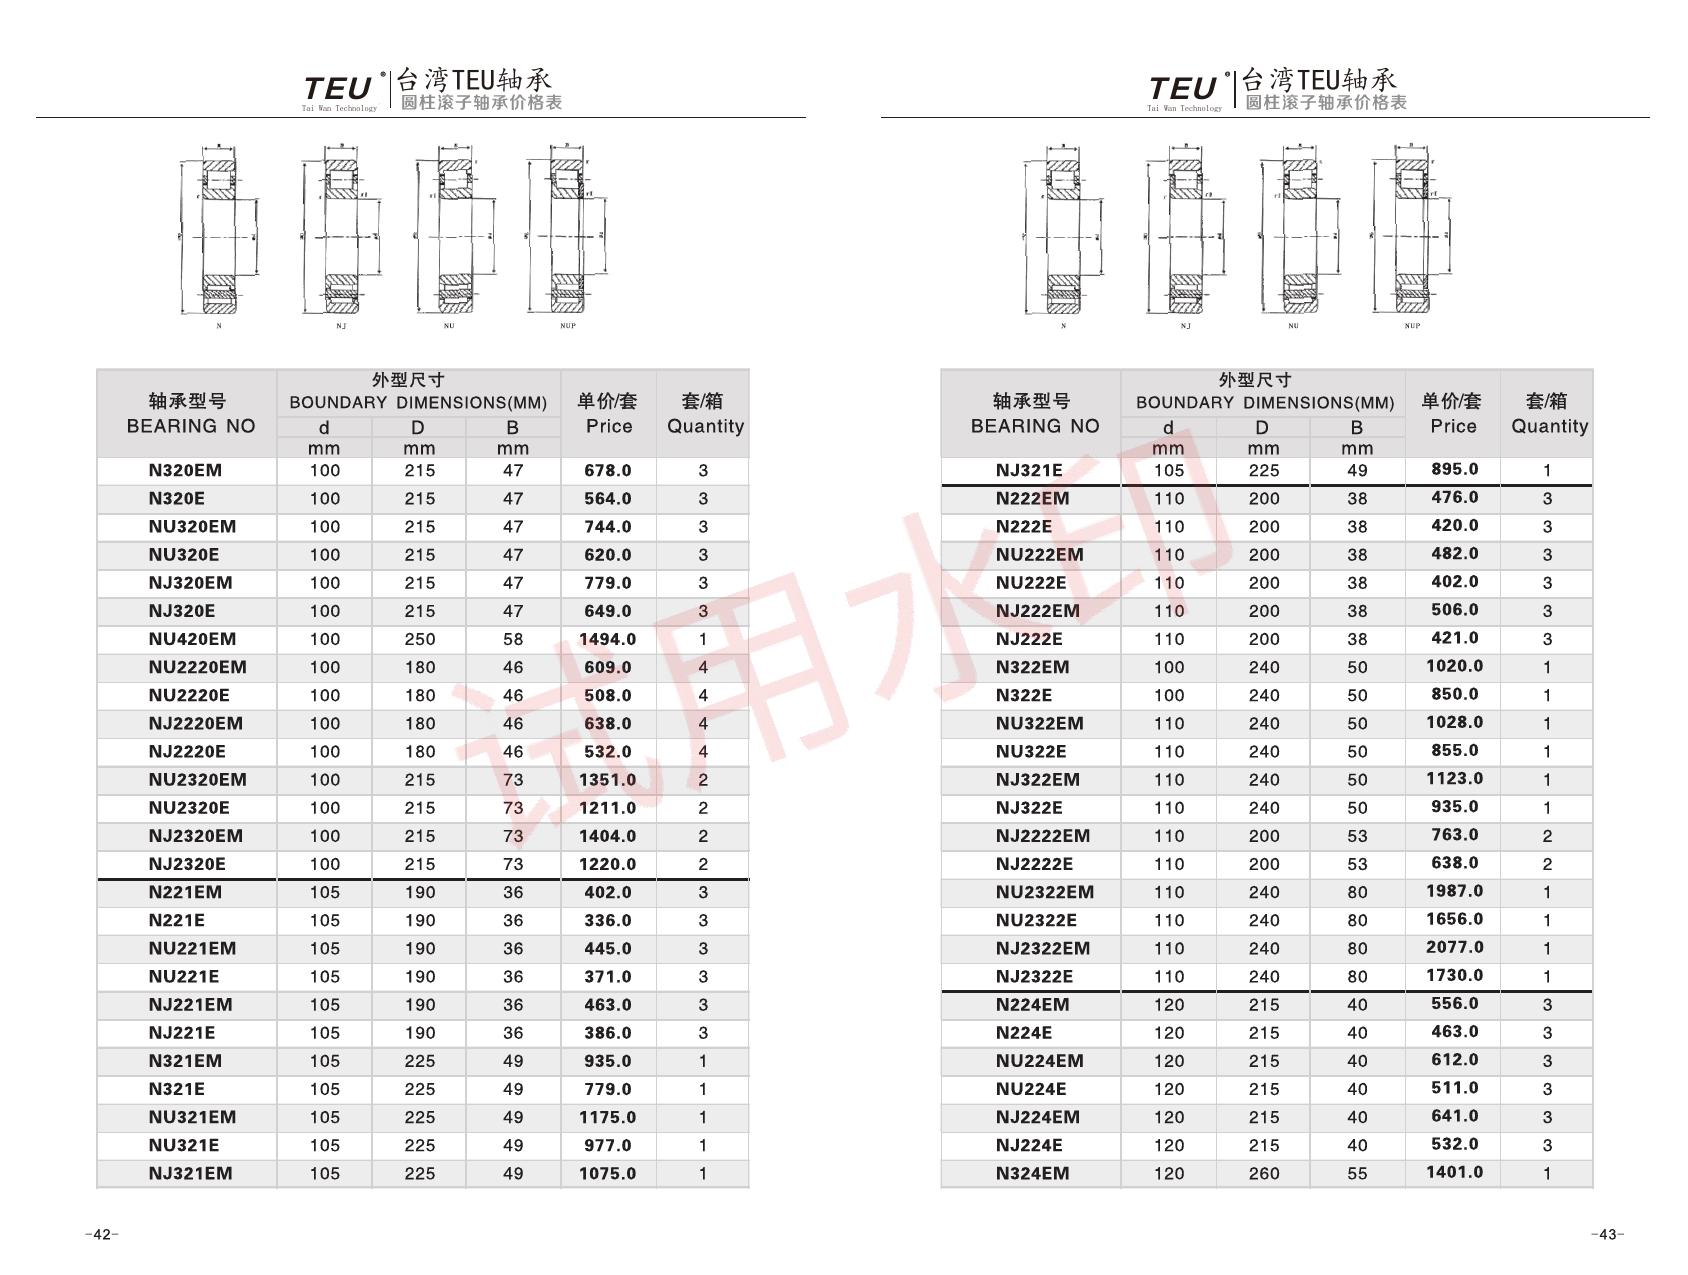 TEU ® 台湾TEU轴承
Tai Wan Technology 圆柱滚子轴承价格表
N NJ NU NUP
轴承型号 外型尺寸 单价/套 套/箱
BEARING NO BOUNDARY DIMENSIONS(MM) Price Quantity
d D B
mm mm mm
N320EM 100 215 47 678.0 3
N320E 100 215 47 564.0 3
NU320EM 100 215 47 744.0 3
NU320E 100 215 47 620.0 3
NJ320EM 100 215 47 779.0 3
NJ320E 100 215 47 649.0 3
NU420EM 100 250 58 1494.0 1
NU2220EM 100 180 46 609.0 4
NU2220E 100 180 46 508.0 4
NJ2220EM 100 180 46 638.0 4
NJ2220E 100 180 46 532.0 4
NU2320EM 100 215 73 1351.0 2
NU2320E 100 215 73 1211.0 2
NJ2320EM 100 215 73 1404.0 2
NJ2320E 100 215 73 1220.0 2
N221EM 105 190 36 402.0 3
N221E 105 190 36 336.0 3
NU221EM 105 190 36 445.0 3
NU221E 105 190 36 371.0 3
NJ221EM 105 190 36 463.0 3
NJ221E 105 190 36 386.0 3
N321EM 105 225 49 935.0 1
N321E 105 225 49 779.0 1
NU321EM 105 225 49 1175.0 1
NU321E 105 225 49 977.0 1
NJ321EM 105 225 49 1075.0 1
-42-
TEU ® 台湾TEU轴承
Tai Wan Technology 圆柱滚子轴承价格表
N NJ NU NUP
轴承型号 外型尺寸 单价/套 套/箱
BEARING NO BOUNDARY DIMENSIONS(MM) Price Quantity
d D B
mm mm mm
NJ321E 105 225 49 895.0 1
N222EM 110 200 38 476.0 3
N222E 110 200 38 420.0 3
NU222EM 110 200 38 482.0 3
NU222E 110 200 38 402.0 3
NJ222EM 110 200 38 506.0 3
NJ222E 110 200 38 421.0 3
N322EM 100 240 50 1020.0 1
N322E 100 240 50 850.0 1
NU322EM 110 240 50 1028.0 1
NU322E 110 240 50 855.0 1
NJ322EM 110 240 50 1123.0 1
NJ322E 110 240 50 935.0 1
NJ2222EM 110 200 53 763.0 2
NJ2222E 110 200 53 638.0 2
NU2322EM 110 240 80 1987.0 1
NU2322E 110 240 80 1656.0 1
NJ2322EM 110 240 80 2077.0 1
NJ2322E 110 240 80 1730.0 1
N224EM 120 215 40 556.0 3
N224E 120 215 40 463.0 3
NU224EM 120 215 40 612.0 3
NU224E 120 215 40 511.0 3
NJ224EM 120 215 40 641.0 3
NJ224E 120 215 40 532.0 3
N324EM 120 260 55 1401.0 1
-43-
试用水印